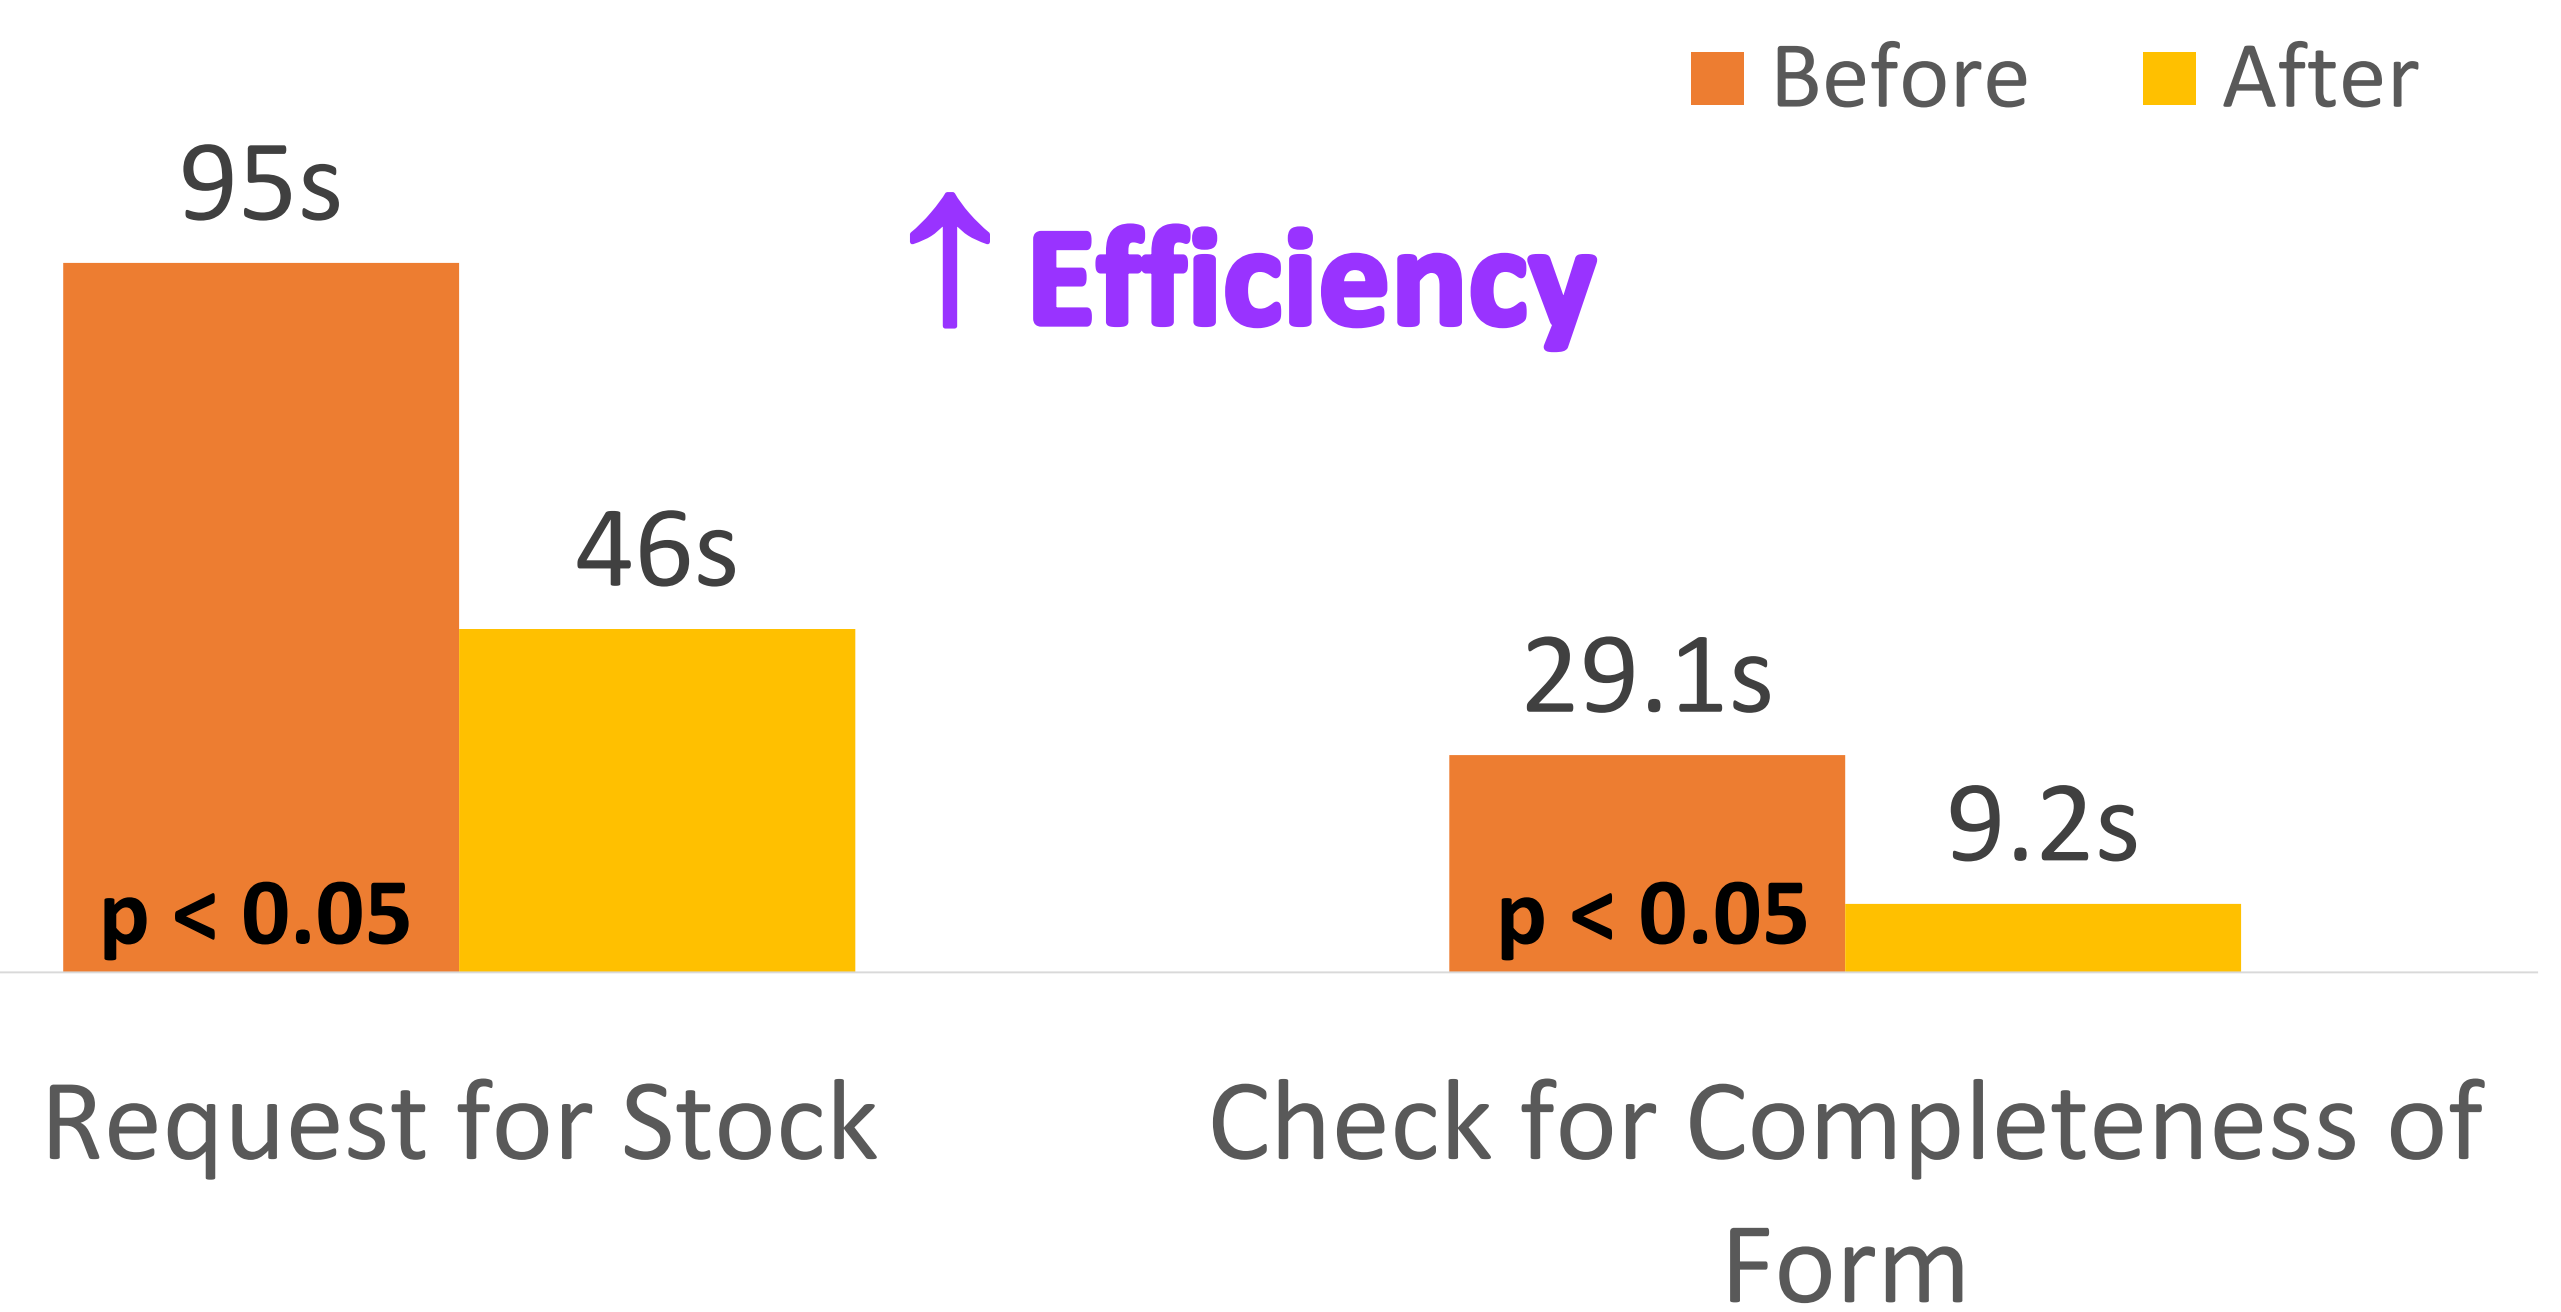 Before After
95s
↑ Efficiency
46s
29.1s
9.2s
p < 0.05
p < 0.05
Request for Stock
Check for Completeness of
Form